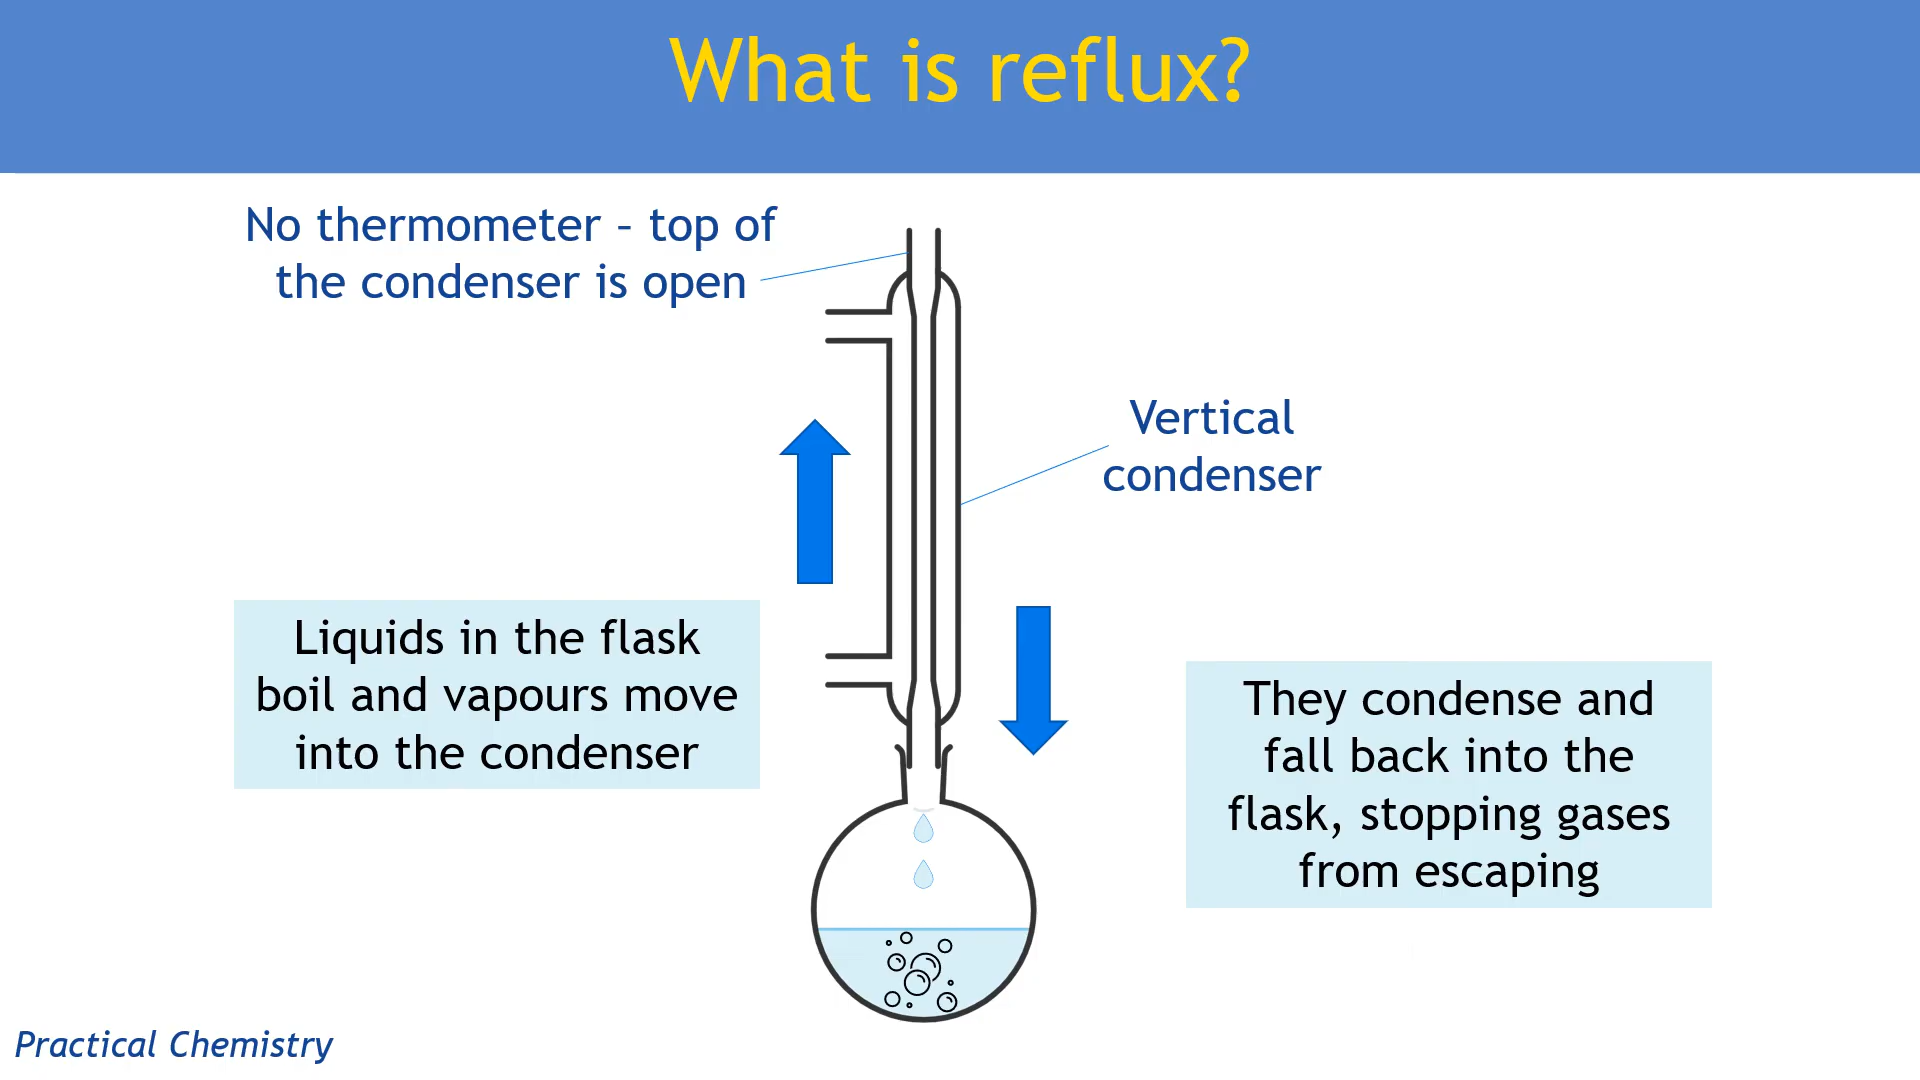 What is reflux?
No thermometer – top of
the condenser is open
Vertical
condenser
Liquids in the flask
boil and vapours move
into the condenser
They condense and
fall back into the
flask, stopping gases
from escaping
Practical Chemistry